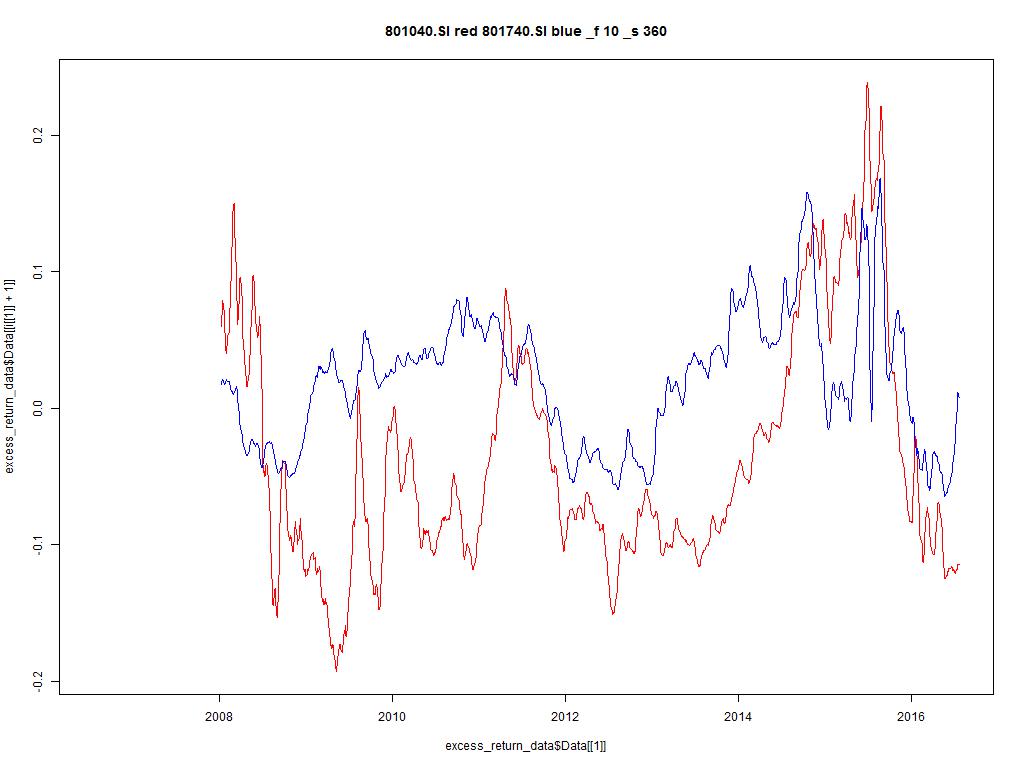 801040.SI red 801740.SI blue _f 10 _s 360
excess_return_data$Data[[i[[1]] + 1]]
0.2
0.1
0.0
-0.1
-0.2
2008 2010 2012 2014 2016
excess_return_data$Data[[1]]